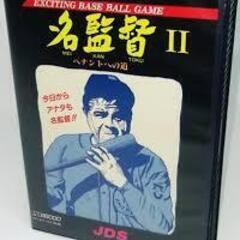 EXCITING BASE BALL GAME
名監督 II
MEI KAN TOKU
ペナントへの道
今日から
アナタも
名監督!!
X68000
JDS